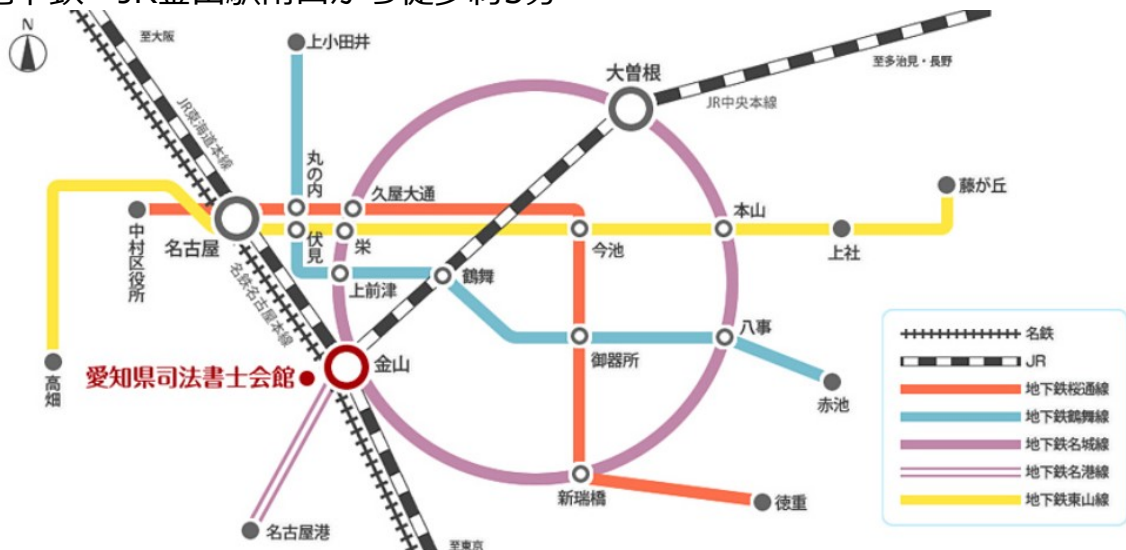 N
至大阪
上小田井
大曽根
至多治見・長野
JR中央本線
JR東海道本線
丸の内
久屋大通
藤が丘
本山
中村区役所
名古屋
伏見
栄
今池
上社
名鉄名古屋本線
上前津
鶴舞
八事
御器所
金山
愛知県司法書士会館
高畑
赤池
新瑞橋
徳重
名古屋港
至東京
名鉄
JR
地下鉄桜通線
地下鉄鶴舞線
地下鉄名城線
地下鉄名港線
地下鉄東山線